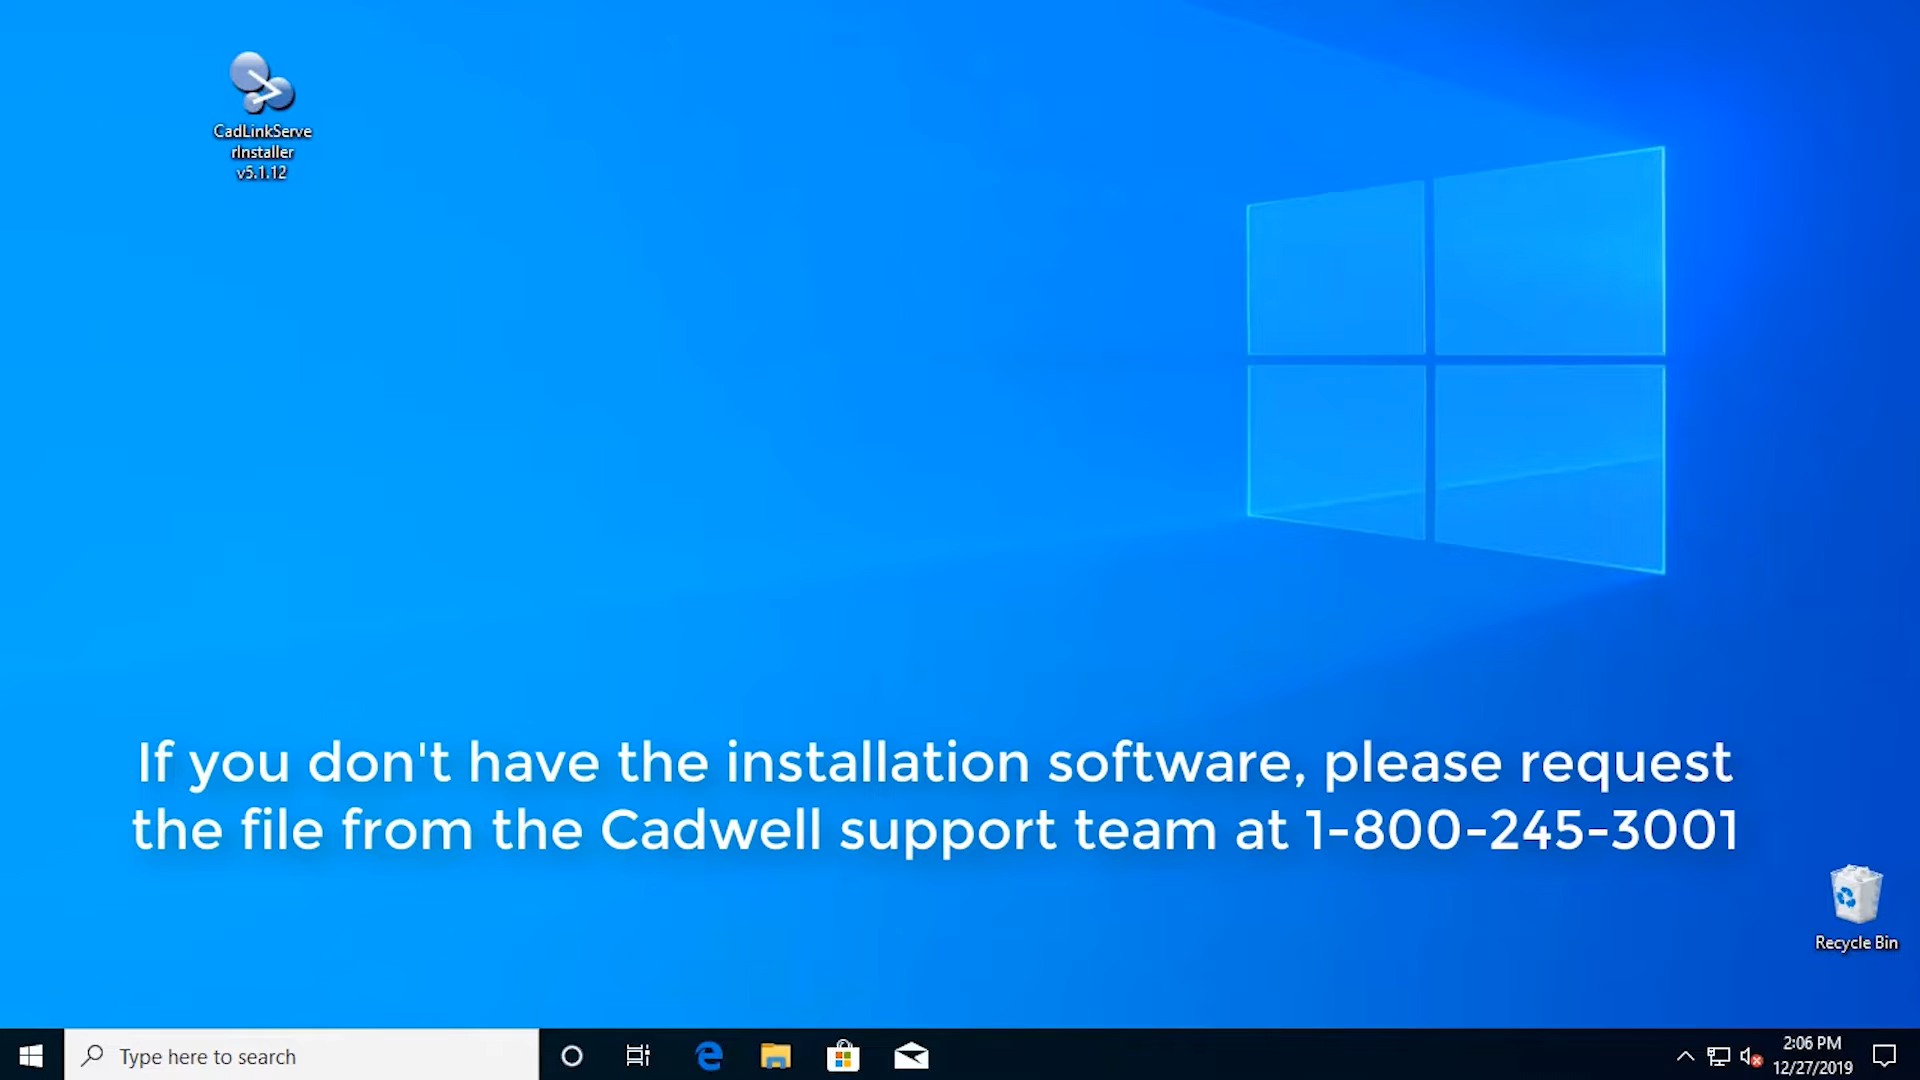 CadLinkServe
rInstaller
v5.1.12
If you don't have the installation software, please request
the file from the Cadwell support team at 1-800-245-3001
Recycle Bin
Type here to search
2:06 PM
12/27/2019